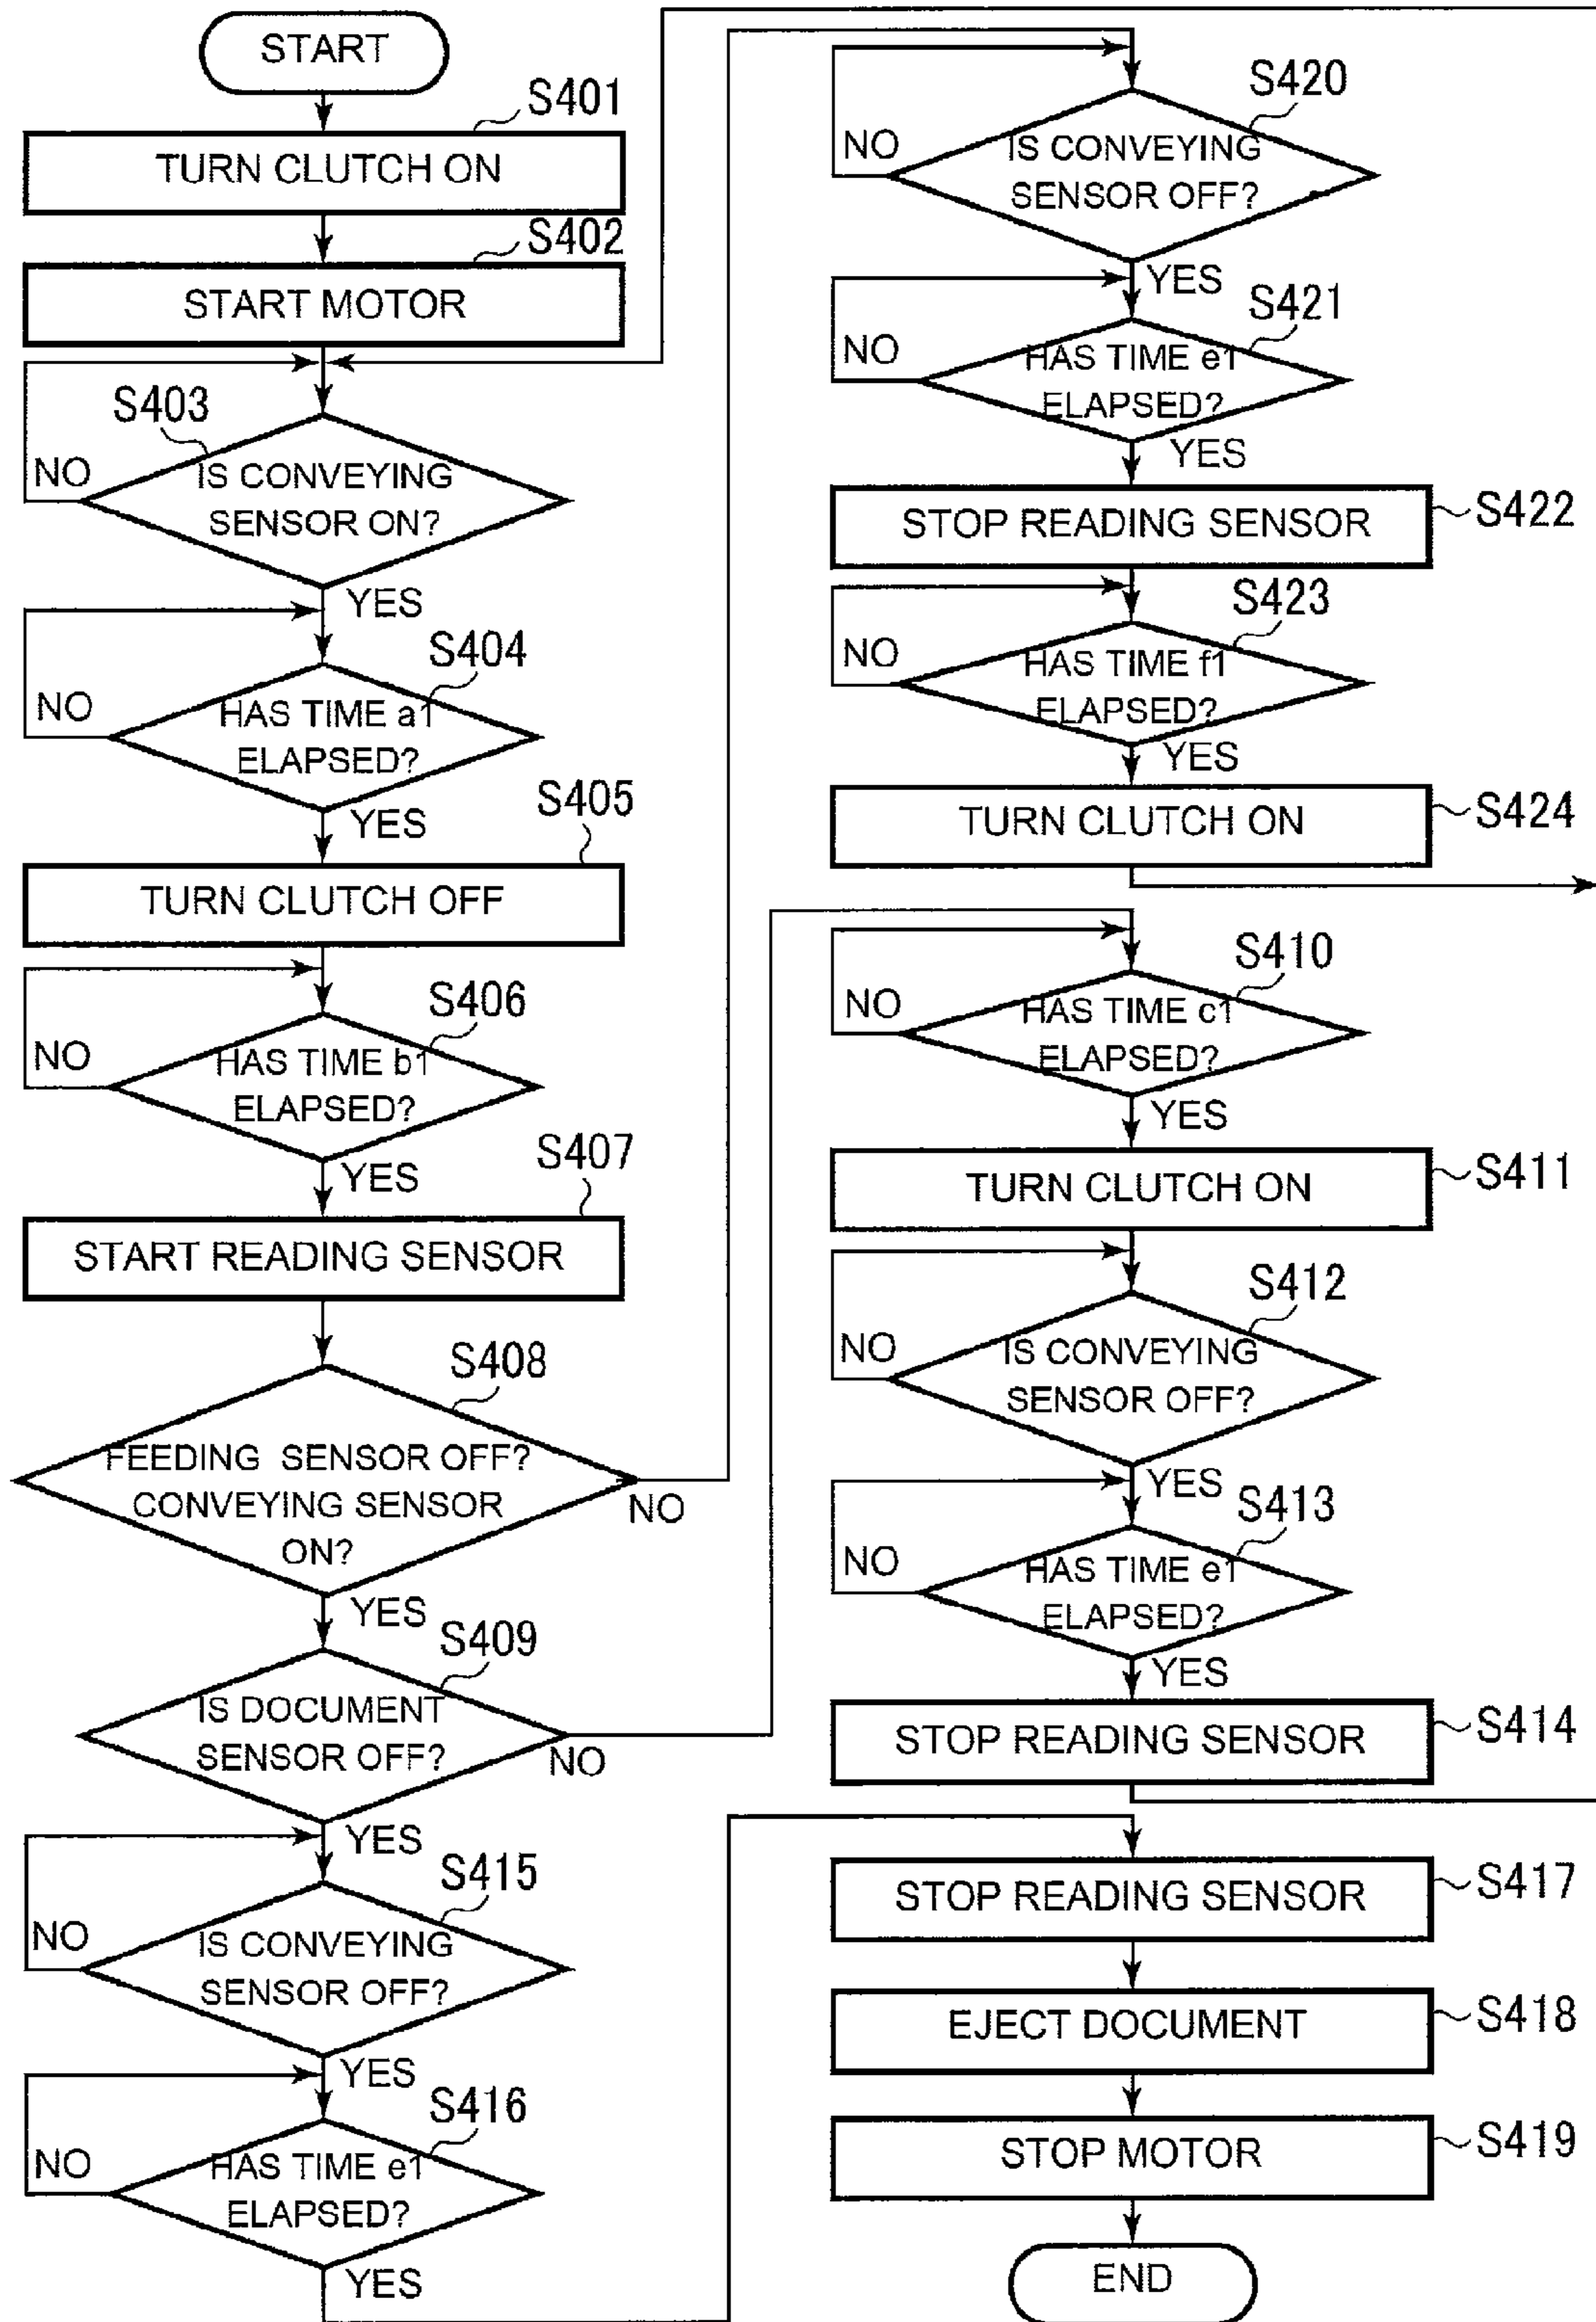 START
S401
TURN CLUTCH ON
S402
START MOTOR
S403
NO
IS CONVEYING
SENSOR ON?
YES
S404
NO
HAS TIME a1
ELAPSED?
YES
S405
TURN CLUTCH OFF
S406
NO
HAS TIME b1
ELAPSED?
YES
S407
START READING SENSOR
S408
FEEDING SENSOR OFF?
CONVEYING SENSOR
ON?
NO
YES
S409
IS DOCUMENT
SENSOR OFF?
NO
YES
S415
NO
IS CONVEYING
SENSOR OFF?
YES
S416
NO
HAS TIME e1
ELAPSED?
YES
S420
NO
IS CONVEYING
SENSOR OFF?
YES
S421
NO
HAS TIME e1
ELAPSED?
YES
STOP READING SENSOR
S422
S423
NO
HAS TIME f1
ELAPSED?
YES
TURN CLUTCH ON
S424
S410
NO
HAS TIME c1
ELAPSED?
YES
TURN CLUTCH ON
S411
S412
NO
IS CONVEYING
SENSOR OFF?
YES
S413
NO
HAS TIME e1
ELAPSED?
YES
STOP READING SENSOR
S414
STOP READING SENSOR
S417
EJECT DOCUMENT
S418
STOP MOTOR
S419
END